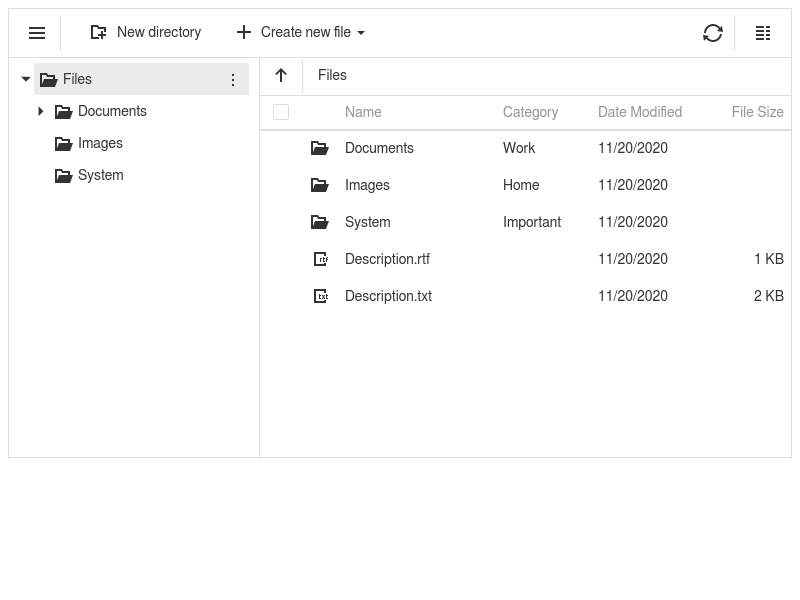 New directory Create new file
Files
Documents
Images
System
Files
Name Category Date Modified File Size
Documents Work 11/20/2020
Images Home 11/20/2020
System Important 11/20/2020
rtf Description.rtf 11/20/2020 1 KB
txt Description.txt 11/20/2020 2 KB